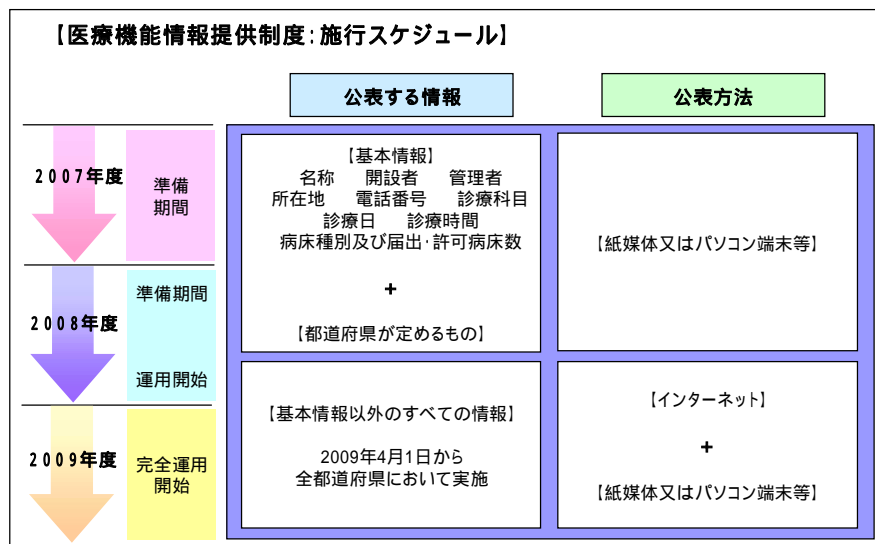 【医療機能情報提供制度：施行スケジュール】
公表する情報
公表方法
2007年度
準備
期間
【基本情報】
名称　開設者　管理者
所在地　電話番号　診療科目
診療日　診療時間
病床種別及び届出・許可病床数
+
【都道府県が定めるもの】
【紙媒体又はパソコン端末等】
2008年度
準備期間
運用開始
【基本情報以外のすべての情報】
2009年4月1日から
全都道府県において実施
【インターネット】
+
【紙媒体又はパソコン端末等】
2009年度
完全運用
開始